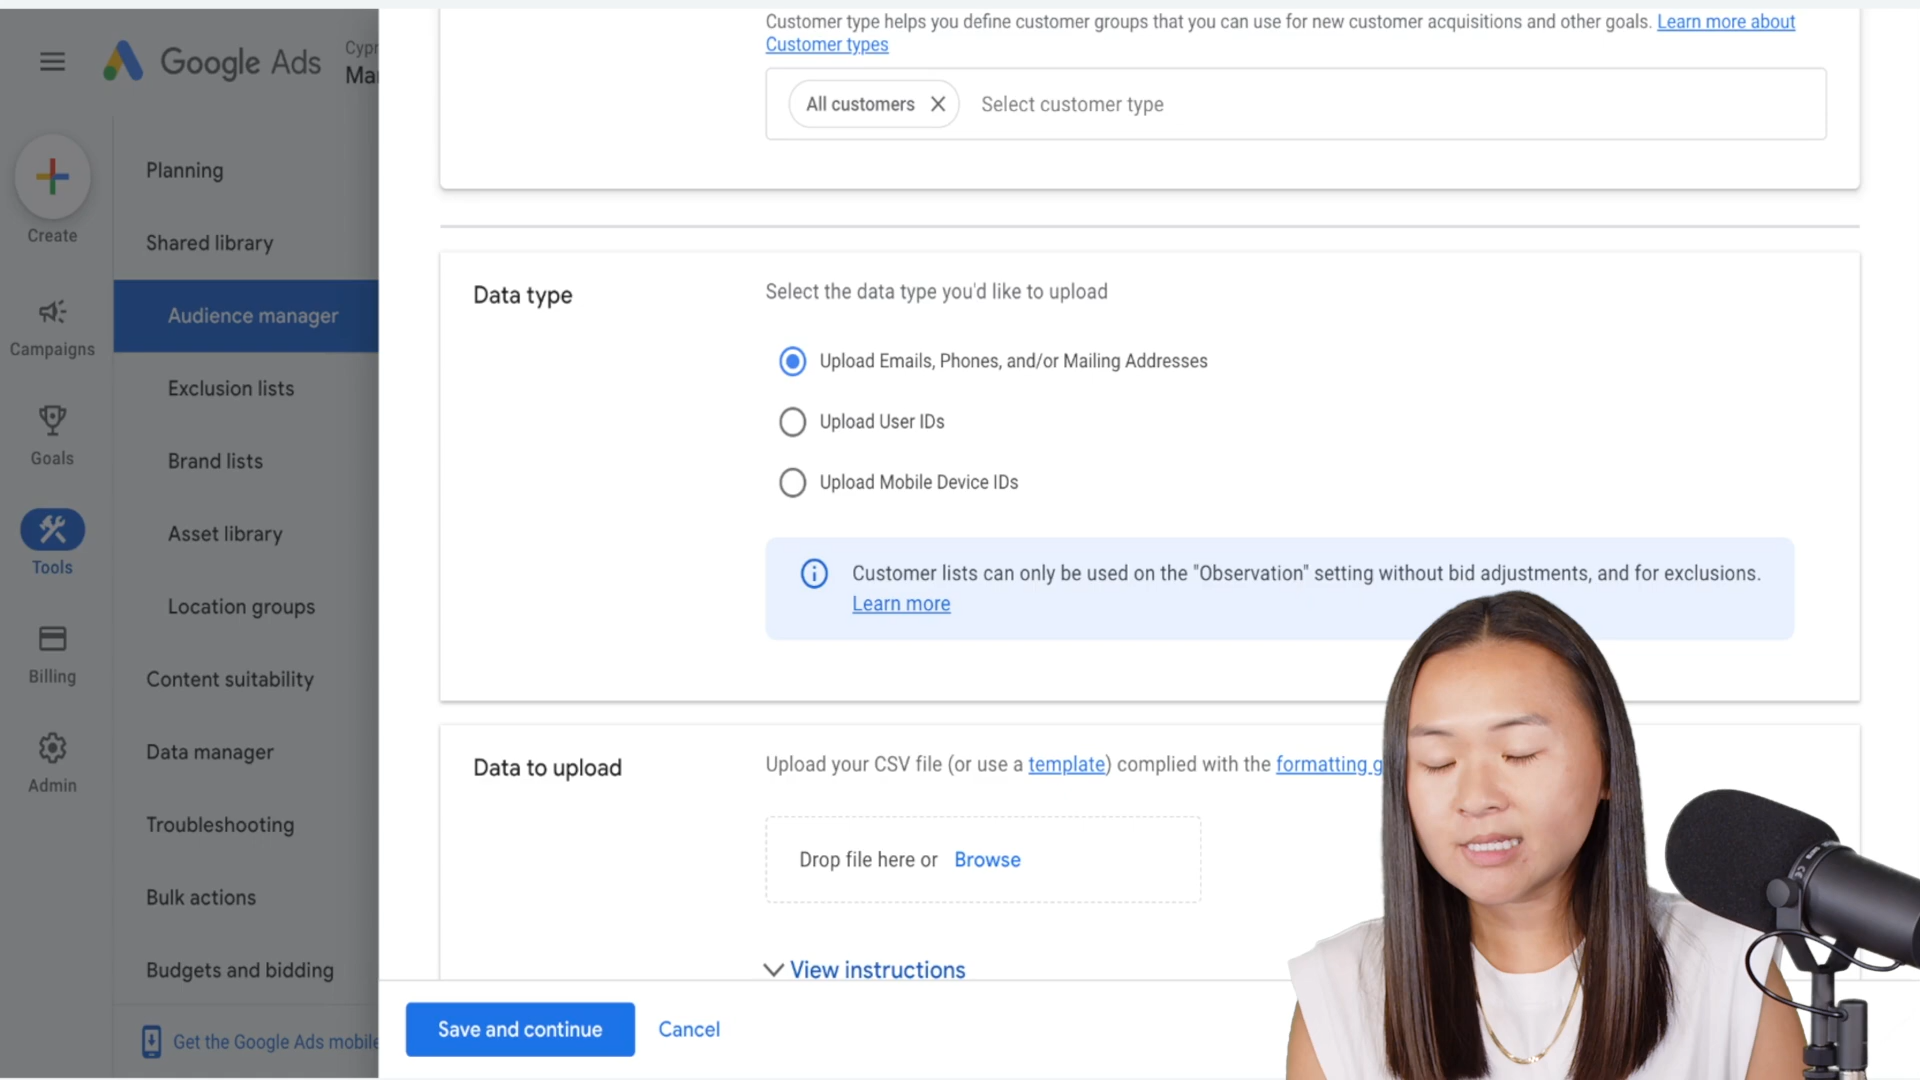 Customer type helps you define customer groups that you can use for new customer acquisitions and other goals. Learn more about
Customer types
All customers
Select customer type
Google Ads
Cypr
Mar
Create
Campaigns
Goals
Tools
Billing
Admin
Planning
Shared library
Audience manager
Exclusion lists
Brand lists
Asset library
Location groups
Content suitability
Data manager
Troubleshooting
Bulk actions
Budgets and bidding
Get the Google Ads mobile
Data type
Select the data type you'd like to upload
Upload Emails, Phones, and/or Mailing Addresses
Upload User IDs
Upload Mobile Device IDs
Customer lists can only be used on the "Observation" setting without bid adjustments, and for exclusions.
Learn more
Data to upload
Upload your CSV file (or use a template) complied with the formatting g
Drop file here or Browse
View instructions
Save and continue
Cancel